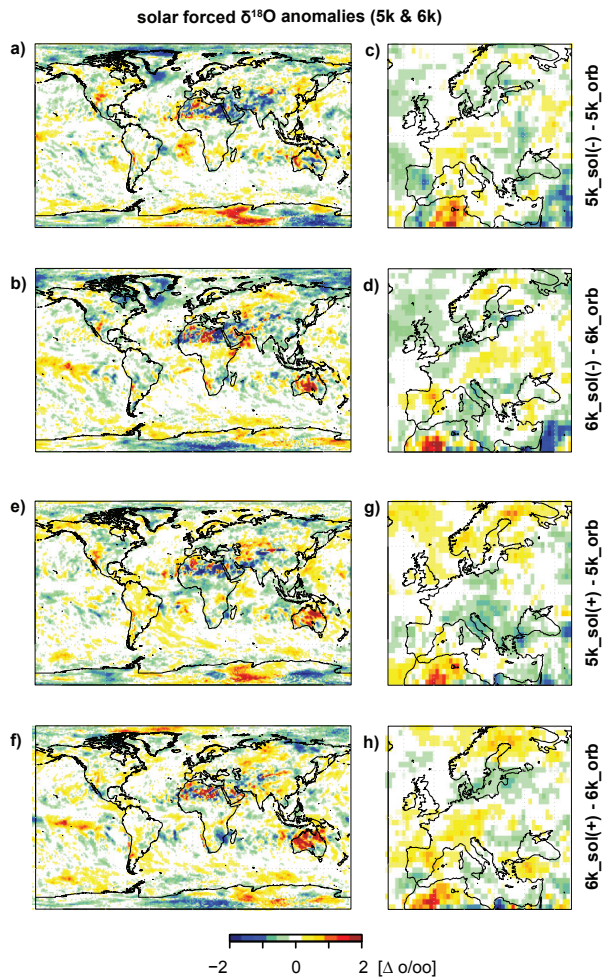 solar forced δ¹⁸O anomalies (5k & 6k)
a)
c)
5k_sol(-) - 5k_orb
b)
d)
6k_sol(-) - 6k_orb
e)
g)
5k_sol(+) - 5k_orb
f)
h)
6k_sol(+) - 6k_orb
−2 0 2 [Δ o/oo]